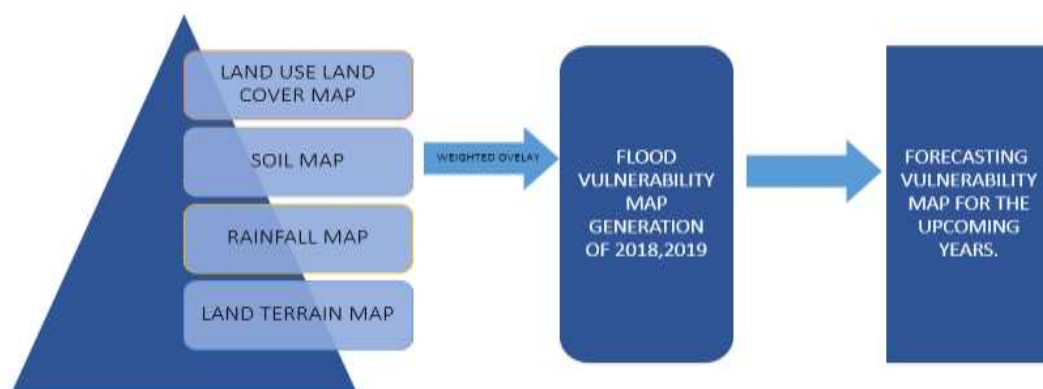 LAND USE LAND
COVER MAP
SOIL MAP
RAINFALL MAP
LAND TERRAIN MAP
WEIGHTED OVELAY
FLOOD
VULNERABILITY
MAP
GENERATION
OF 2018,2019
FORECASTING
VULNERABILITY
MAP FOR THE
UPCOMING
YEARS.